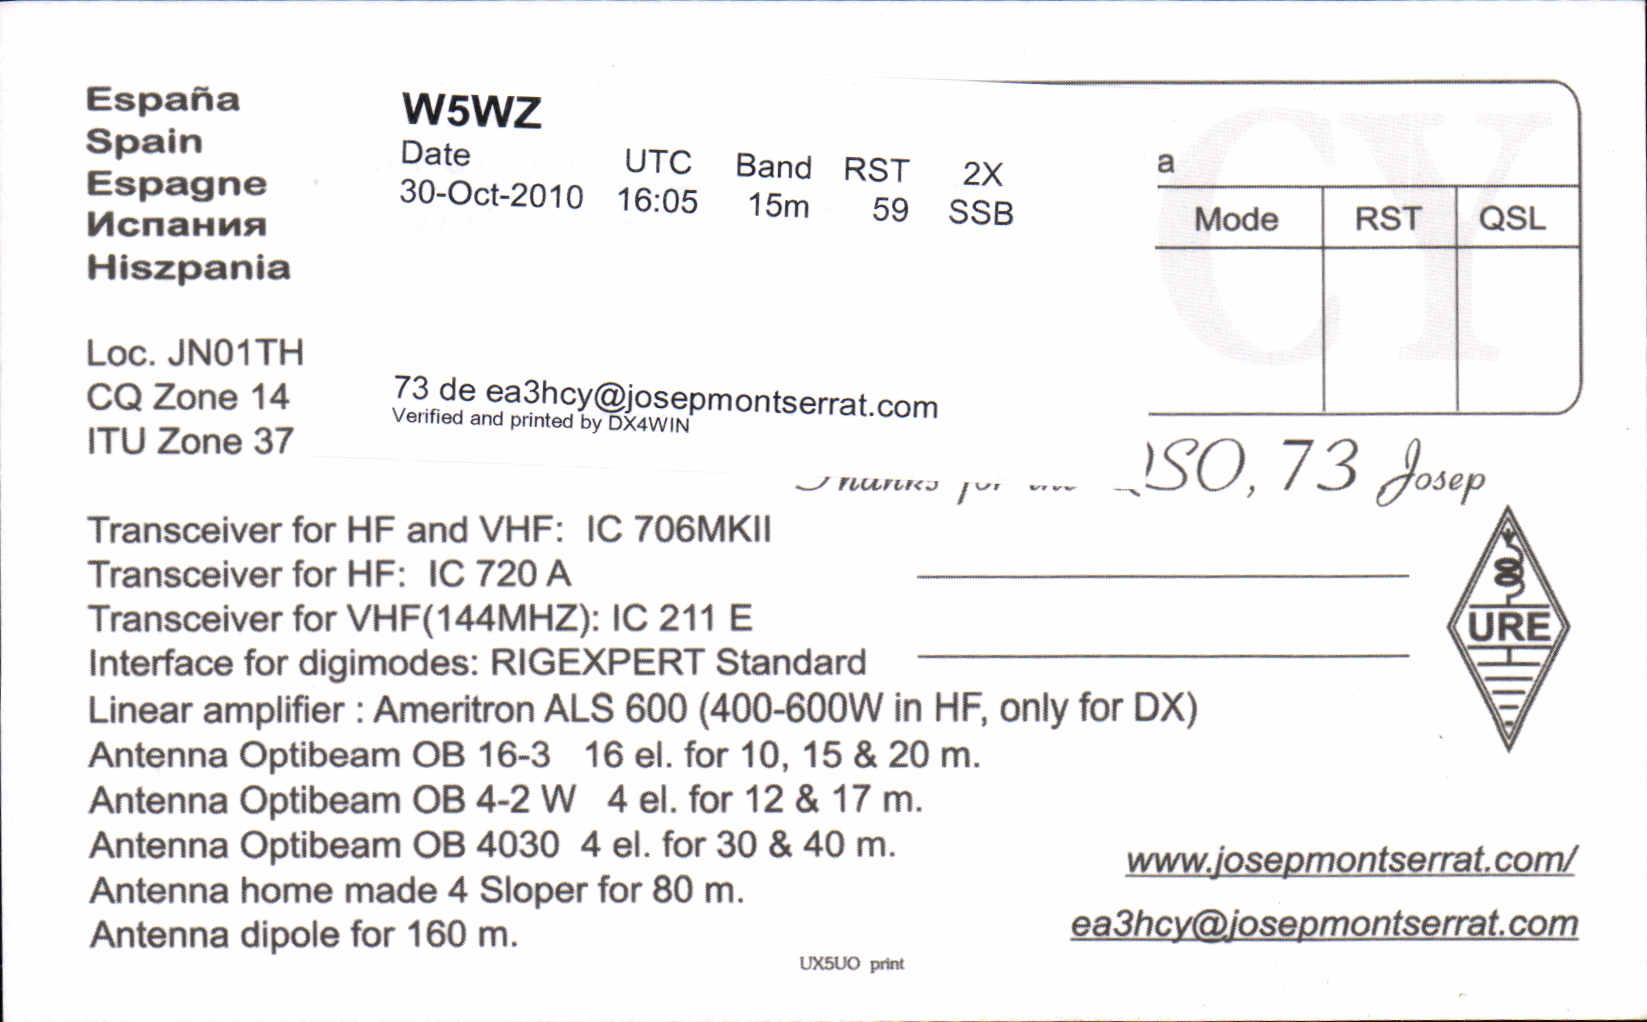 España
Spain
Espagne
Испания
Hiszpania
Loc. JN01TH
CQ Zone 14
ITU Zone 37
W5WZ
Date UTC Band RST 2X
30-Oct-2010 16:05 15m 59 SSB
73 de ea3hcy@josepmontserrat.com
Verified and printed by DX4WIN
CY
a
Mode RST QSL
Thanks for the QSO, 73 Josep
Transceiver for HF and VHF: IC 706MKII
Transceiver for HF: IC 720 A
Transceiver for VHF(144MHZ): IC 211 E
Interface for digimodes: RIGEXPERT Standard
Linear amplifier : Ameritron ALS 600 (400-600W in HF, only for DX)
Antenna Optibeam OB 16-3 16 el. for 10, 15 & 20 m.
Antenna Optibeam OB 4-2 W 4 el. for 12 & 17 m.
Antenna Optibeam OB 4030 4 el. for 30 & 40 m.
Antenna home made 4 Sloper for 80 m.
Antenna dipole for 160 m.
URE
www.josepmontserrat.com/
ea3hcy@josepmontserrat.com
UX5UO print